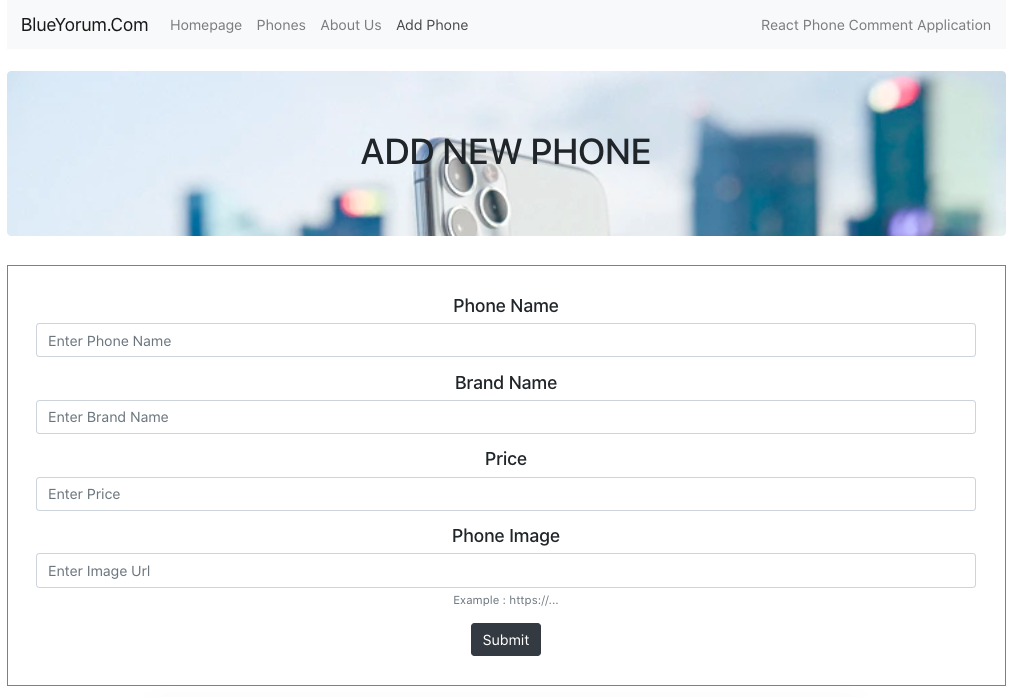 BlueYorum.Com Homepage Phones About Us Add Phone React Phone Comment Application
ADD NEW PHONE
Phone Name
Enter Phone Name
Brand Name
Enter Brand Name
Price
Enter Price
Phone Image
Enter Image Url
Example : https://...
Submit